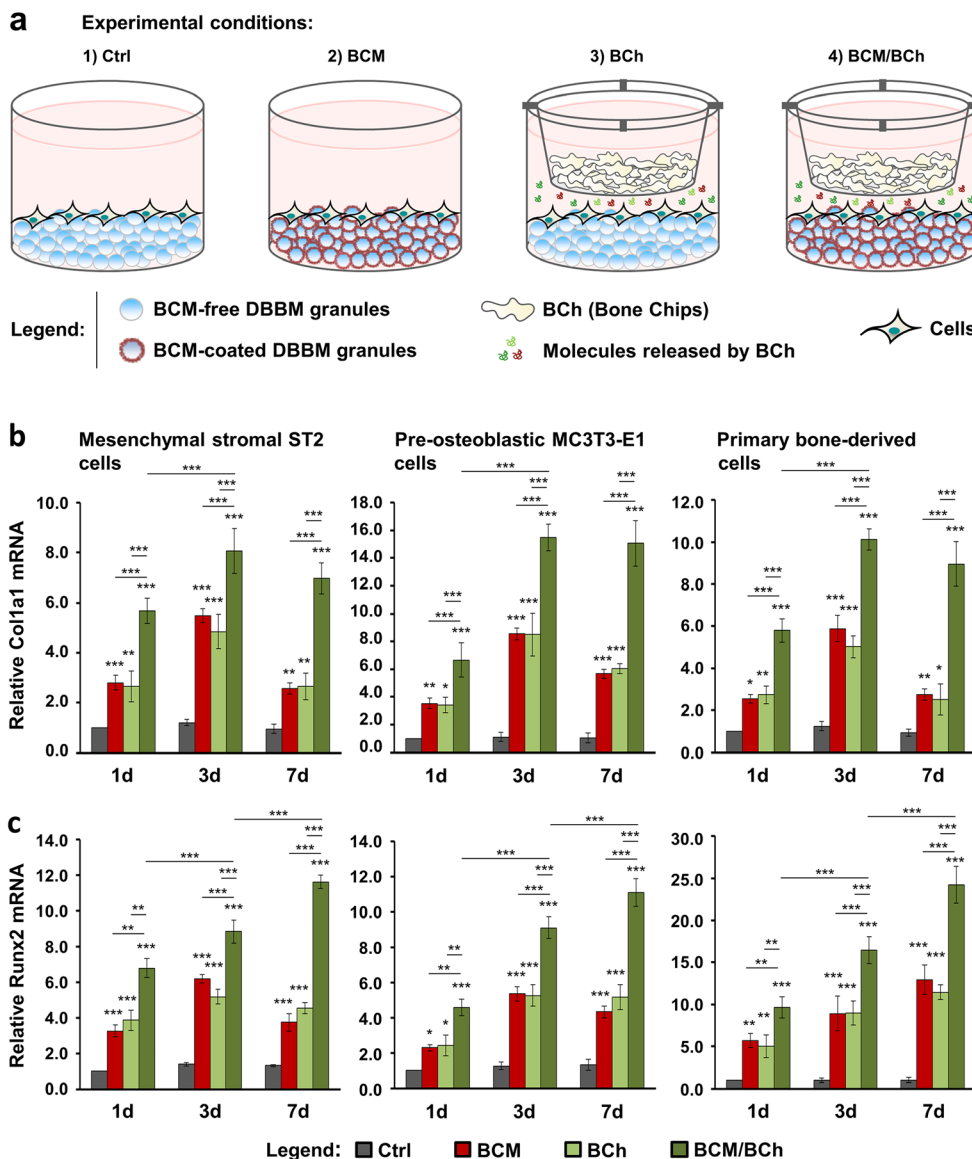 a
Experimental conditions:
1) Ctrl
2) BCM
3) BCh
4) BCM/BCh
Legend:
BCM-free DBBM granules
BCM-coated DBBM granules
BCh (Bone Chips)
Molecules released by BCh
Cells
b
Mesenchymal stromal ST2
cells
Pre-osteoblastic MC3T3-E1
cells
Primary bone-derived
cells
Relative Col1a1 mRNA
10.0
8.0
6.0
4.0
2.0
0.0
*** ** ***
*** ***
*** *** ***
*** ***
***
** ** ***
*** ***
1d 3d 7d
18.0
16.0
14.0
12.0
10.0
8.0
6.0
4.0
2.0
0.0
** * ***
*** ***
*** *** ***
*** ***
***
*** *** ***
*** ***
1d 3d 7d
12.0
10.0
8.0
6.0
4.0
2.0
0.0
* ** ***
*** ***
*** *** ***
*** ***
***
** * ***
*** ***
1d 3d 7d
c
Relative Runx2 mRNA
14.0
12.0
10.0
8.0
6.0
4.0
2.0
0.0
*** *** ***
** **
***
*** *** ***
*** ***
***
*** *** ***
*** ***
1d 3d 7d
14.0
12.0
10.0
8.0
6.0
4.0
2.0
0.0
* * ***
** **
***
*** *** ***
*** ***
***
*** *** ***
*** ***
1d 3d 7d
30.0
25.0
20.0
15.0
10.0
5.0
0.0
** ** ***
** **
***
*** *** ***
*** ***
***
*** *** ***
*** ***
1d 3d 7d
Legend: Ctrl BCM BCh BCM/BCh